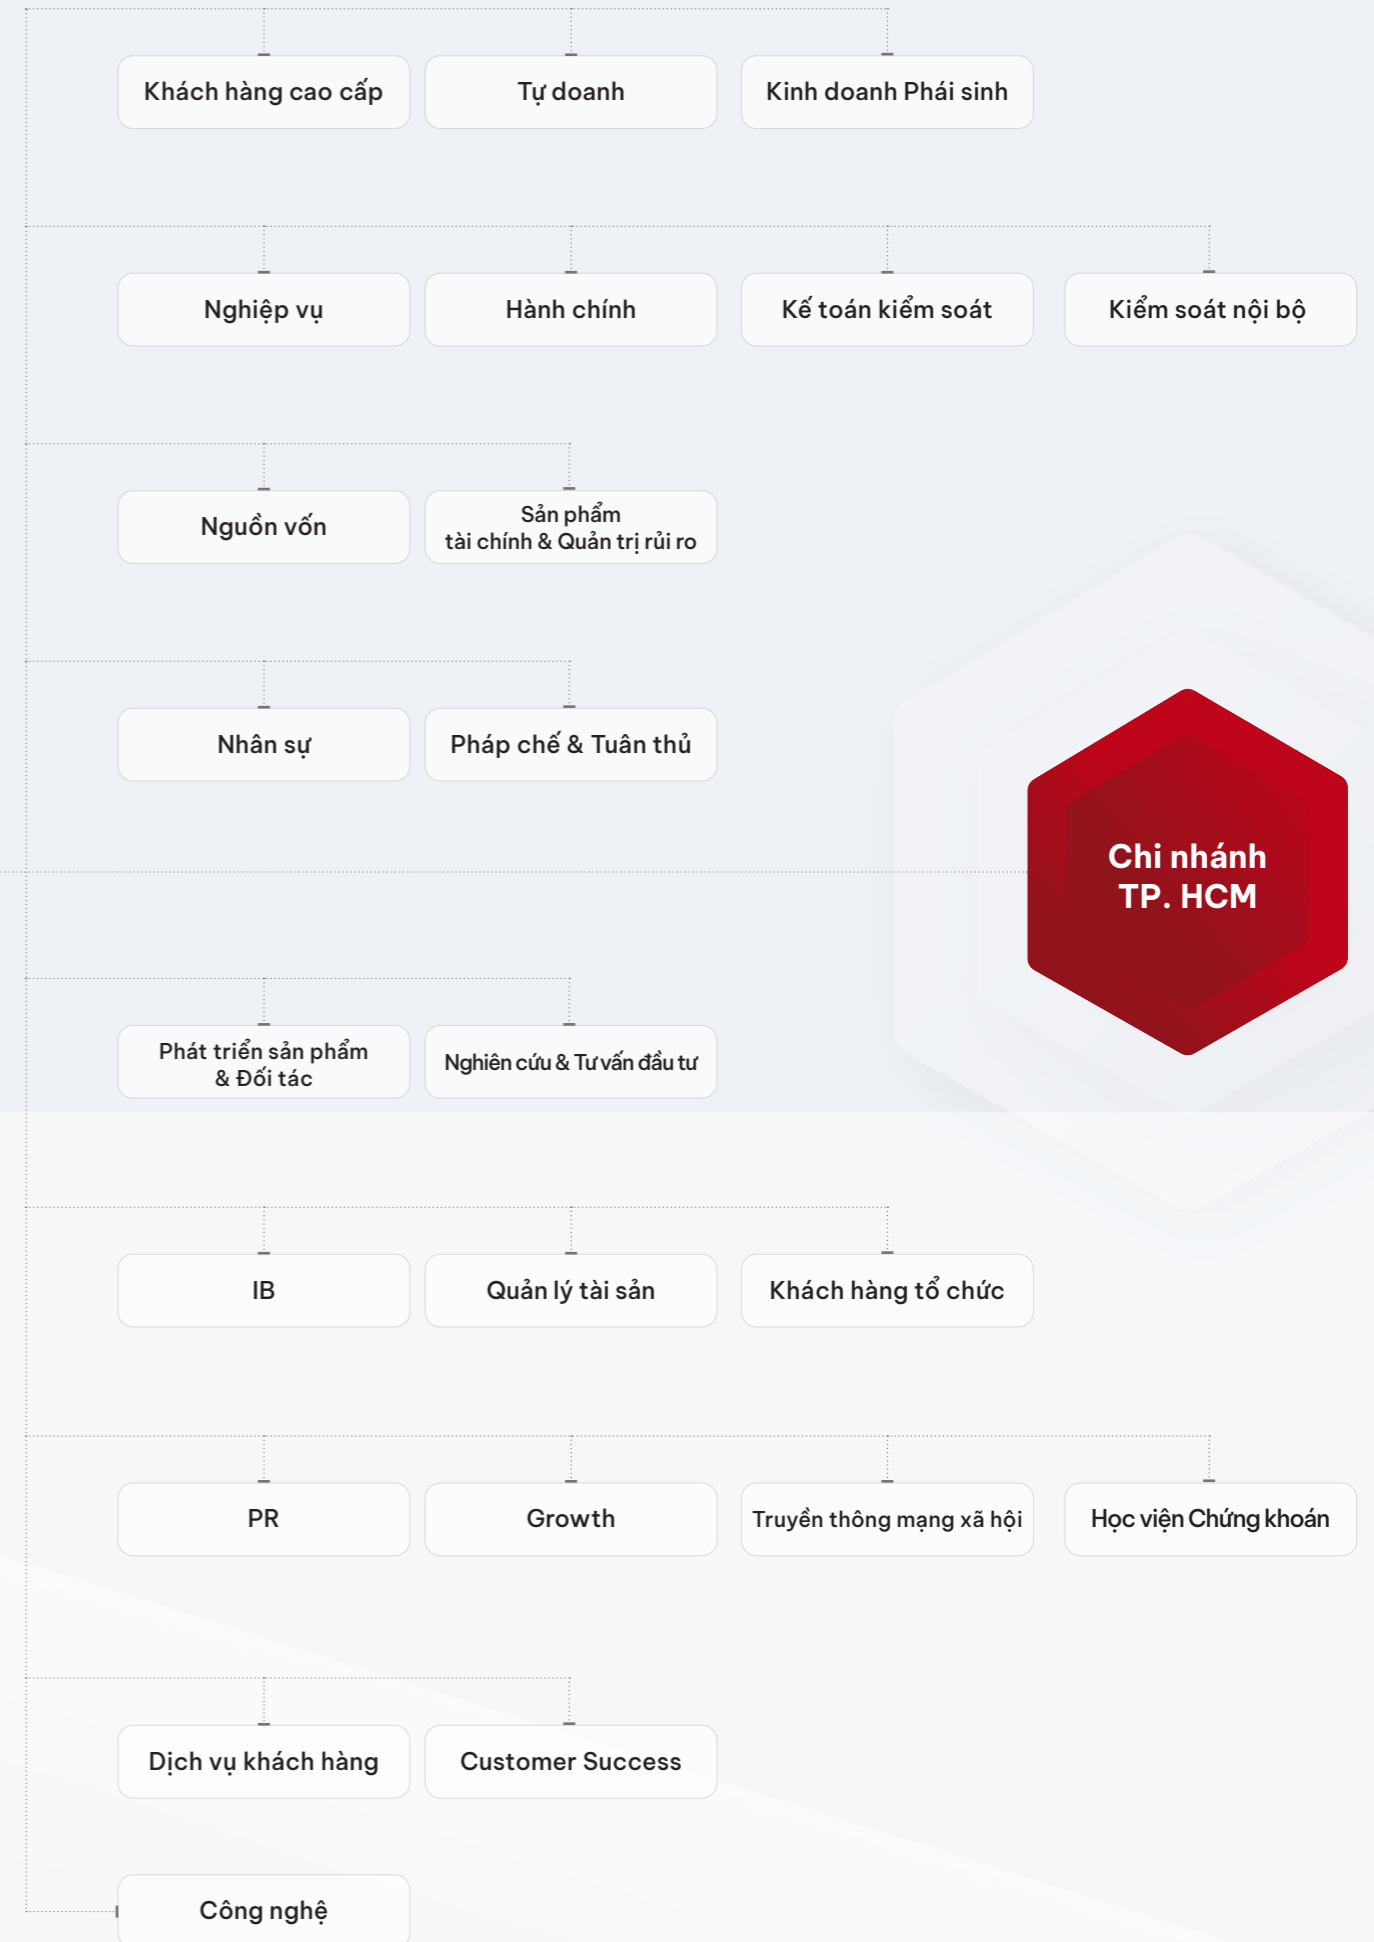 Khách hàng cao cấp
Tự doanh
Kinh doanh Phái sinh
Nghiệp vụ
Hành chính
Kế toán kiểm soát
Kiểm soát nội bộ
Nguồn vốn
Sản phẩm
tài chính & Quản trị rủi ro
Nhân sự
Pháp chế & Tuân thủ
Chi nhánh
TP. HCM
Phát triển sản phẩm
& Đối tác
Nghiên cứu & Tư vấn đầu tư
IB
Quản lý tài sản
Khách hàng tổ chức
PR
Growth
Truyền thông mạng xã hội
Học viện Chứng khoán
Dịch vụ khách hàng
Customer Success
Công nghệ